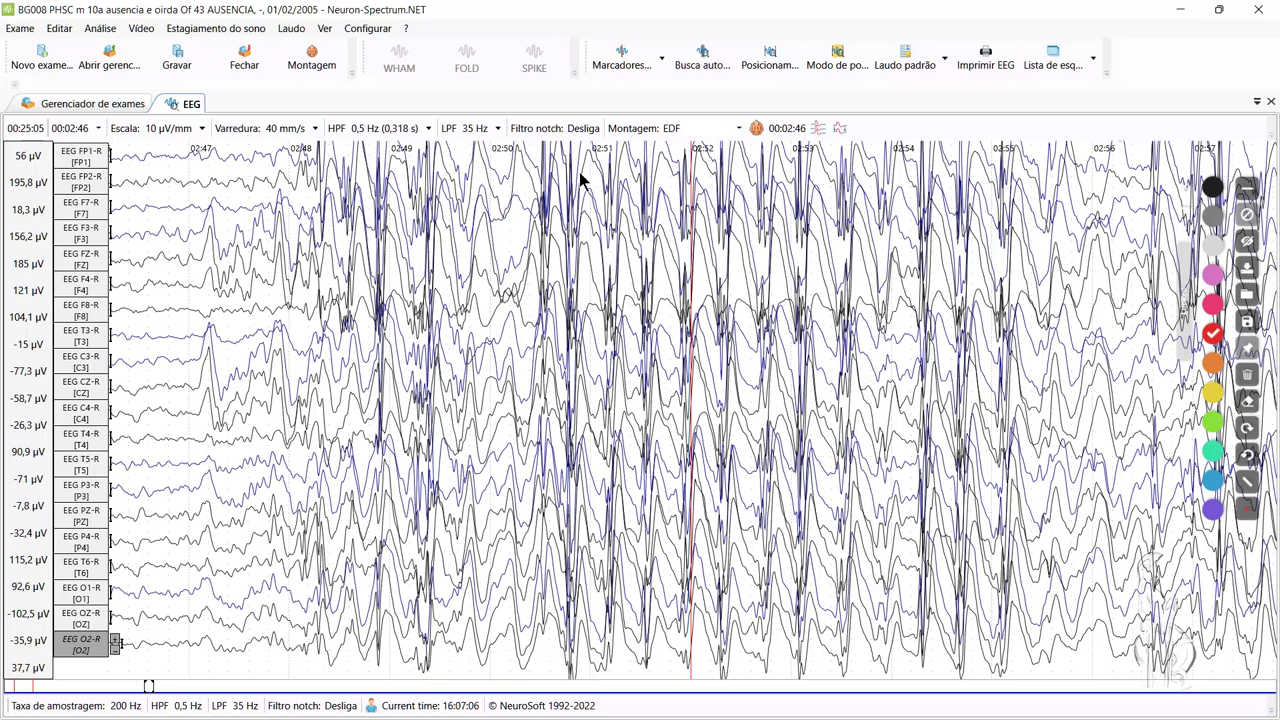 BG008 PHSC m 10a ausencia e oirda Of 43 AUSENCIA, -, 01/02/2005 - Neuron-Spectrum.NET
Exame Editar Análise Vídeo Estagiamento do sono Laudo Ver Configurar ?
Novo exame... Abrir gerenc... Gravar Fechar Montagem WHAM FOLD SPIKE Marcadores... Busca auto... Posicionam... Modo de po... Laudo padrão Imprimir EEG Lista de esq...
Gerenciador de exames EEG
00:25:05 00:02:46 Escala: 10 µV/mm Varredura: 40 mm/s HPF 0,5 Hz (0,318 s) LPF 35 Hz Filtro notch: Desliga Montagem: EDF 00:02:46
02:47 02:48 02:49 02:50 02:51 02:52 02:53 02:54 02:55 02:56 02:57
56 µV EEG FP1-R
[FP1]
195,8 µV EEG FP2-R
[FP2]
18,3 µV EEG F7-R
[F7]
156,2 µV EEG F3-R
[F3]
185 µV EEG FZ-R
[FZ]
121 µV EEG F4-R
[F4]
104,1 µV EEG F8-R
[F8]
-15 µV EEG T3-R
[T3]
-77,3 µV EEG C3-R
[C3]
-58,7 µV EEG CZ-R
[CZ]
-26,3 µV EEG C4-R
[C4]
90,9 µV EEG T4-R
[T4]
-71 µV EEG T5-R
[T5]
-7,8 µV EEG P3-R
[P3]
-32,4 µV EEG PZ-R
[PZ]
115,2 µV EEG P4-R
[P4]
92,6 µV EEG T6-R
[T6]
-102,5 µV EEG O1-R
[O1]
-35,9 µV EEG OZ-R
[OZ]
37,7 µV EEG O2-R
[O2]
Taxa de amostragem: 200 Hz HPF 0,5 Hz LPF 35 Hz Filtro notch: Desliga Current time: 16:07:06 © NeuroSoft 1992-2022